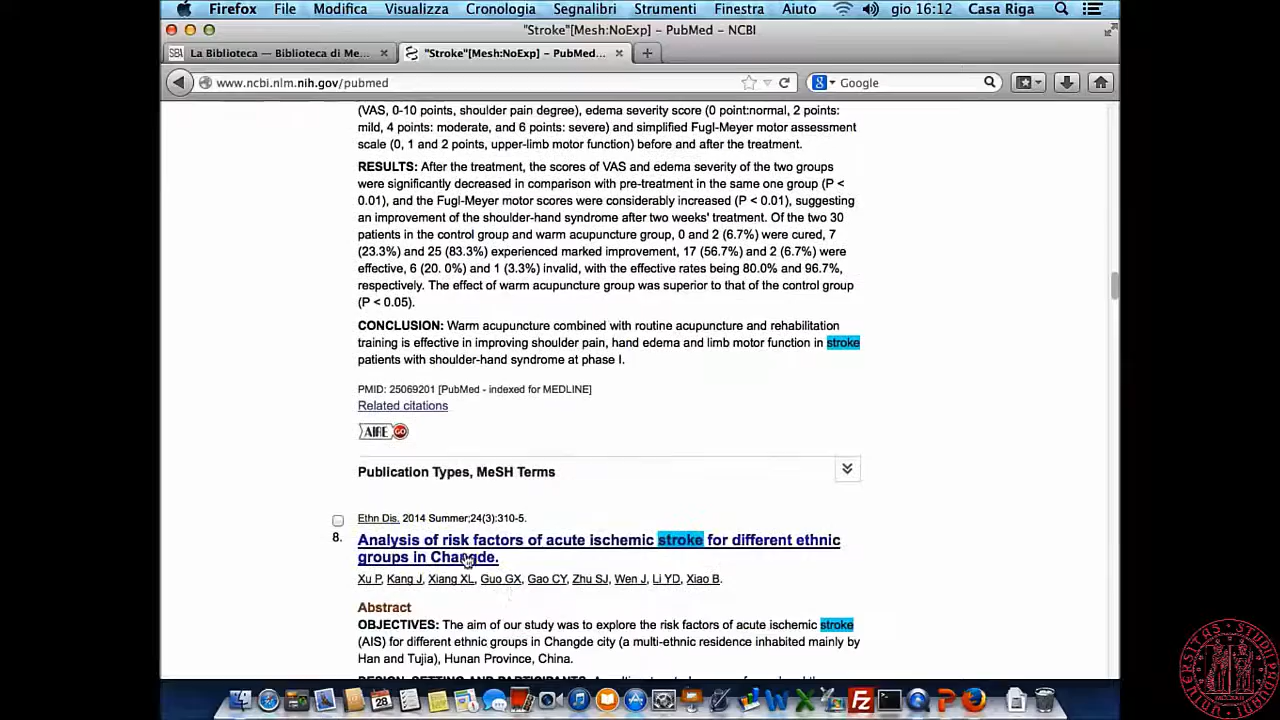 Firefox File Modifica Visualizza Cronologia Segnalibri Strumenti Finestra Aiuto gio 16:12 Casa Riga
"Stroke"[Mesh:NoExp] – PubMed – NCBI
SBA La Biblioteca — Biblioteca di Me... × "Stroke"[Mesh:NoExp] – PubMed... × +
www.ncbi.nlm.nih.gov/pubmed Google
(VAS, 0-10 points, shoulder pain degree), edema severity score (0 point:normal, 2 points:
mild, 4 points: moderate, and 6 points: severe) and simplified Fugl-Meyer motor assessment
scale (0, 1 and 2 points, upper-limb motor function) before and after the treatment.
RESULTS: After the treatment, the scores of VAS and edema severity of the two groups
were significantly decreased in comparison with pre-treatment in the same one group (P <
0.01), and the Fugl-Meyer motor scores were considerably increased (P < 0.01), suggesting
an improvement of the shoulder-hand syndrome after two weeks' treatment. Of the two 30
patients in the control group and warm acupuncture group, 0 and 2 (6.7%) were cured, 7
(23.3%) and 25 (83.3%) experienced marked improvement, 17 (56.7%) and 2 (6.7%) were
effective, 6 (20. 0%) and 1 (3.3%) invalid, with the effective rates being 80.0% and 96.7%,
respectively. The effect of warm acupuncture group was superior to that of the control group
(P < 0.05).
CONCLUSION: Warm acupuncture combined with routine acupuncture and rehabilitation
training is effective in improving shoulder pain, hand edema and limb motor function in stroke
patients with shoulder-hand syndrome at phase I.
PMID: 25069201 [PubMed - indexed for MEDLINE]
Related citations
AIRE GO
Publication Types, MeSH Terms
Ethn Dis. 2014 Summer;24(3):310-5.
8. Analysis of risk factors of acute ischemic stroke for different ethnic
groups in Changde.
Xu P, Kang J, Xiang XL, Guo GX, Gao CY, Zhu SJ, Wen J, Li YD, Xiao B.
Abstract
OBJECTIVES: The aim of our study was to explore the risk factors of acute ischemic stroke
(AIS) for different ethnic groups in Changde city (a multi-ethnic residence inhabited mainly by
Han and Tujia), Hunan Province, China.